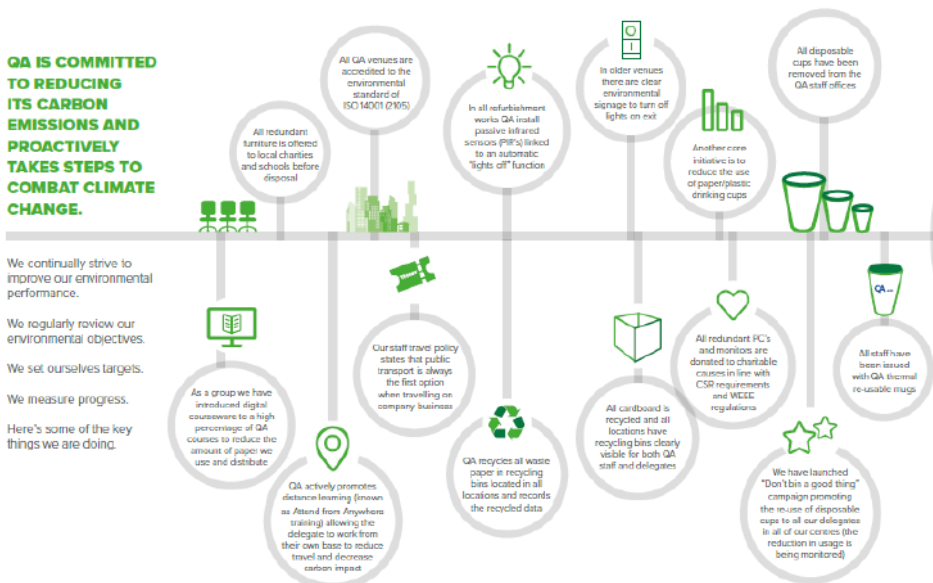 QA IS COMMITTED
TO REDUCING
ITS CARBON
EMISSIONS AND
PROACTIVELY
TAKES STEPS TO
COMBAT CLIMATE
CHANGE.
We continually strive to
improve our environmental
performance.
We regularly review our
environmental objectives.
We set ourselves targets.
We measure progress.
Here's some of the key
things we are doing.
All redundant
furniture is offered
to local charities
and schools before
disposal
All QA venues are
accredited to the
environmental
standard of
ISO 14001 (2105)
In all refurbishment
works QA install
passive infrared
sensors (PIR's) linked
to an automatic
"lights off" function
In older venues
there are clear
environmental
signage to turn off
lights on exit
Another core
initiative is to
reduce the use
of paper/plastic
drinking cups
All disposable
cups have been
removed from the
QA staff offices
As a group we have
introduced digital
courseware to a high
percentage of QA
courses to reduce the
amount of paper we
use and distribute
QA actively promotes
distance learning (known
as Attend from Anywhere
training) allowing the
delegate to work from
their own base to reduce
travel and decrease
carbon impact
Our staff travel policy
states that public
transport is always
the first option
when travelling on
company business
QA recycles all waste
paper in recycling
bins located in all
locations and records
the recycled data
All cardboard is
recycled and all
locations have
recycling bins clearly
visible for both QA
staff and delegates
All redundant PC's
and monitors are
donated to charitable
causes in line with
CSR requirements
and WEEE
regulations
We have launched
"Don't bin a good thing"
campaign promoting
the re-use of disposable
cups to all our delegates
in all of our centres (the
reduction in usage is
being monitored)
QA
All staff have
been issued
with QA thermal
re-usable mugs